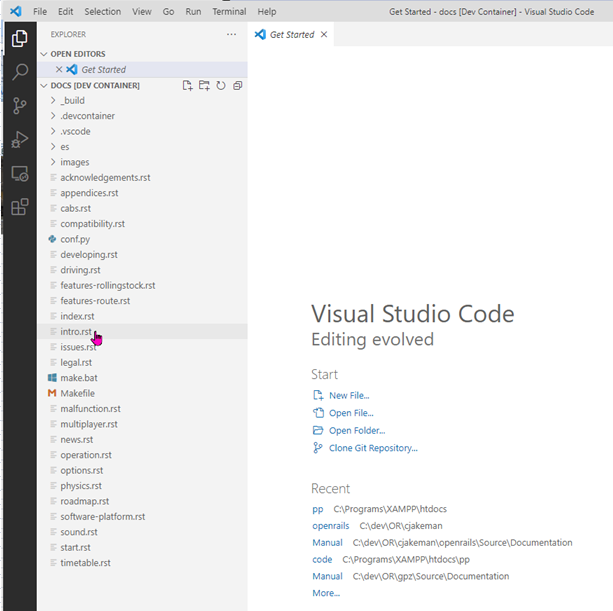 File Edit Selection View Go Run Terminal Help Get Started - docs [Dev Container] - Visual Studio Code
EXPLORER ...
Get Started
OPEN EDITORS
Get Started
DOCS [DEV CONTAINER]
_build
.devcontainer
.vscode
es
images
acknowledgements.rst
appendices.rst
cabs.rst
compatibility.rst
conf.py
developing.rst
driving.rst
features-rollingstock.rst
features-route.rst
index.rst
intro.rst
issues.rst
legal.rst
make.bat
Makefile
malfunction.rst
multiplayer.rst
news.rst
operation.rst
options.rst
physics.rst
roadmap.rst
software-platform.rst
sound.rst
start.rst
timetable.rst
Visual Studio Code
Editing evolved
Start
New File...
Open File...
Open Folder...
Clone Git Repository...
Recent
pp C:\Programs\XAMPP\htdocs
openrails C:\dev\OR\cjakeman
Manual C:\dev\OR\cjakeman\openrails\Source\Documentation
code C:\Programs\XAMPP\htdocs\pp
Manual C:\dev\OR\gpz\Source\Documentation
More...